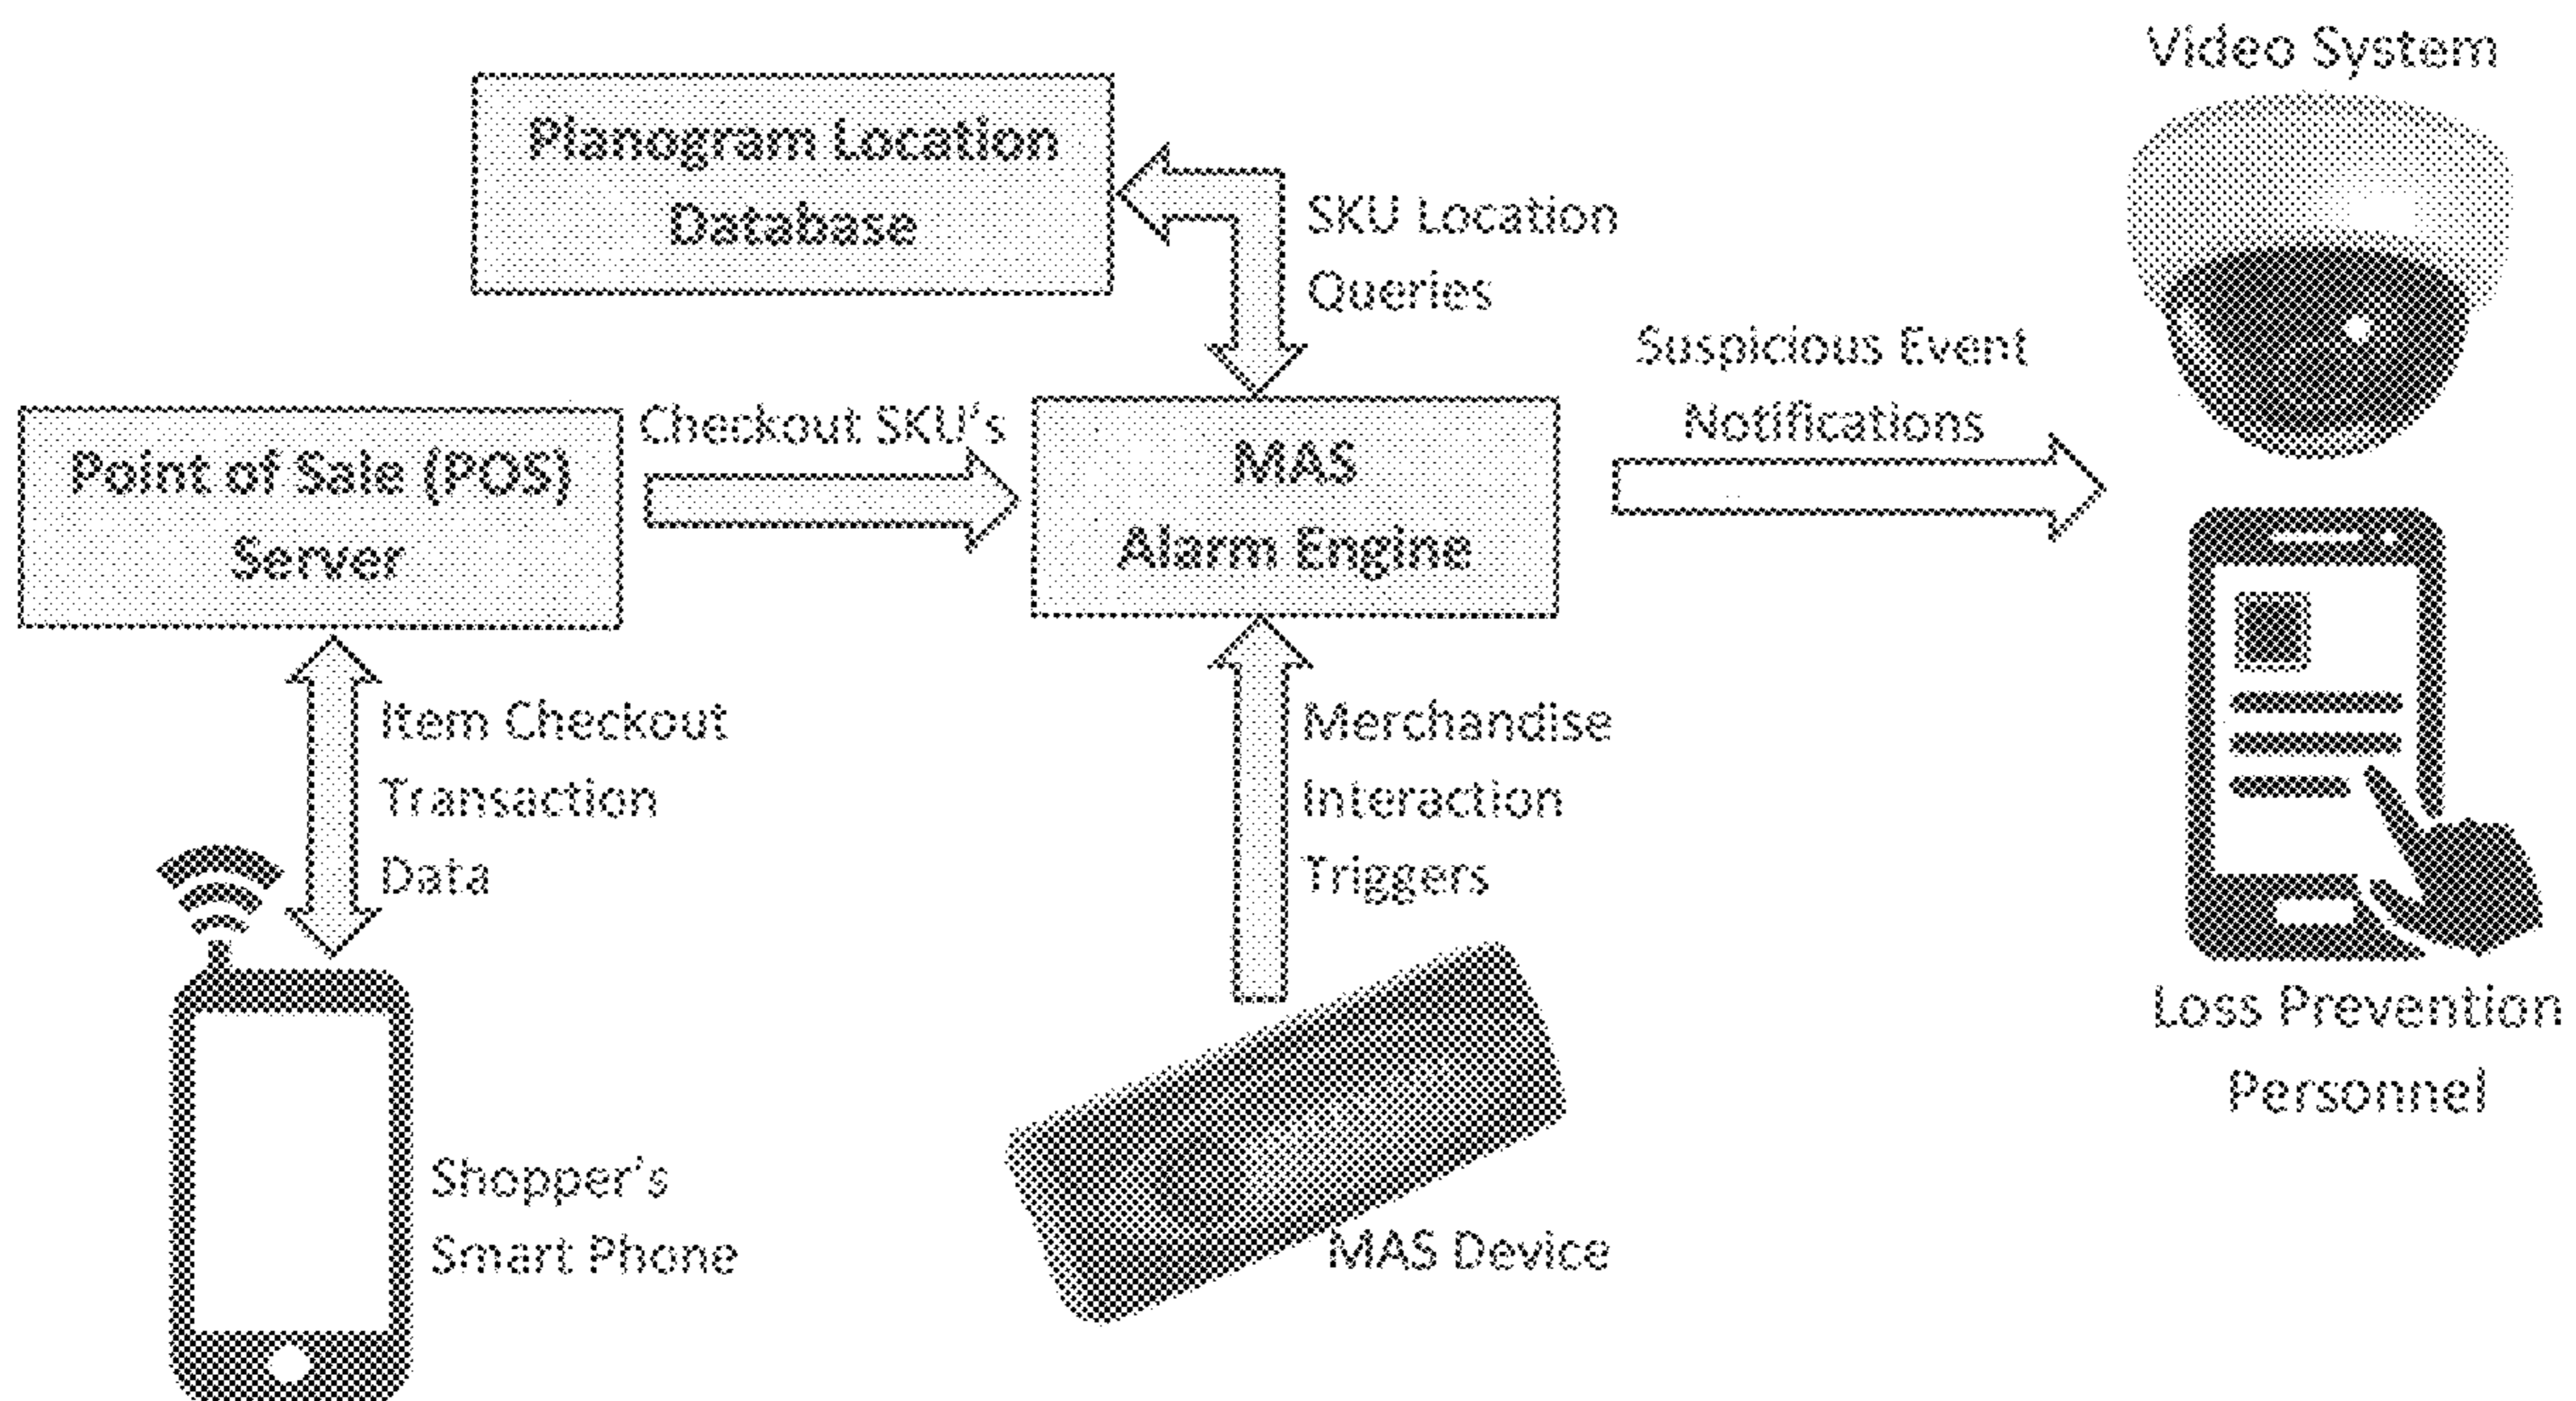 Video System
Planogram Location
Database
SKU Location
Queries
Suspicious Event
Notifications
Checkout SKU's
Point of Sale (POS)
Server
MAS
Alarm Engine
Item Checkout
Transaction
Data
Merchandise
Interaction
Triggers
Loss Prevention
Personnel
Shopper's
Smart Phone
MAS Device